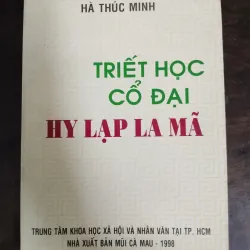 HÀ THÚC MINH
TRIẾT HỌC
CỔ ĐẠI
HY LẠP LA MÃ
TRUNG TÂM KHOA HỌC XÃ HỘI VÀ NHÂN VĂN TẠI TP. HCM
NHÀ XUẤT BẢN MŨI CÀ MAU - 1998